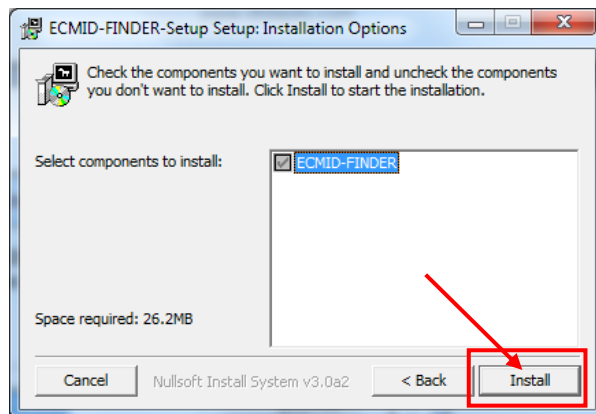 ECMID-FINDER-Setup Setup: Installation Options
Check the components you want to install and uncheck the components
you don't want to install. Click Install to start the installation.
Select components to install:
ECMID-FINDER
Space required: 26.2MB
Cancel
Nullsoft Install System v3.0a2
< Back
Install